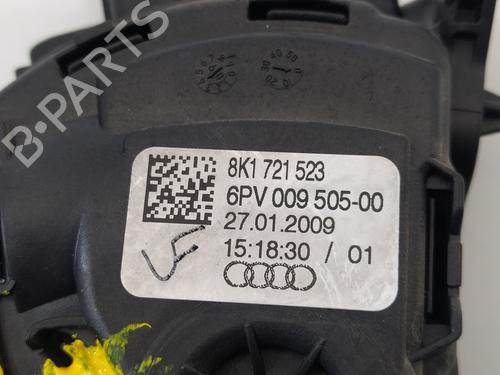 B-PARTS
8K1 721 523
6PV 009 505-00
27.01.2009
15:18:30 / 01